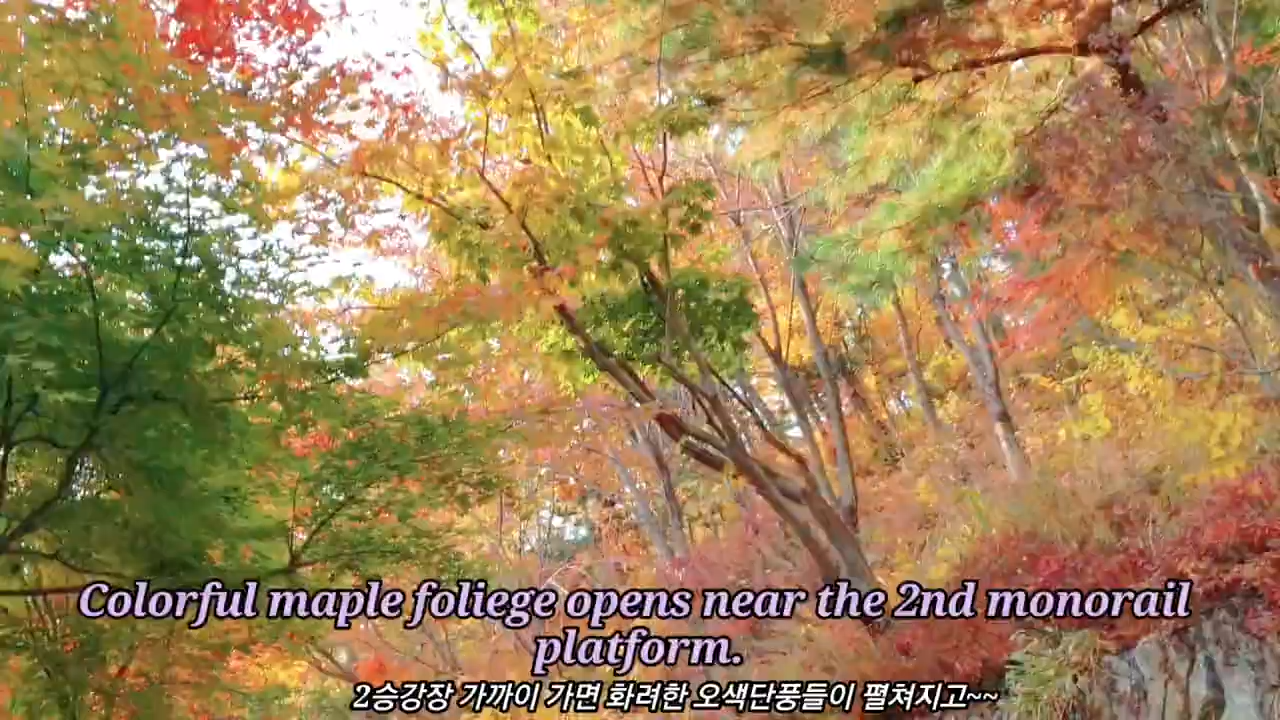 Colorful maple foliege opens near the 2nd monorail
platform.
2승강장 가까이 가면 화려한 오색단풍들이 펼쳐지고~~